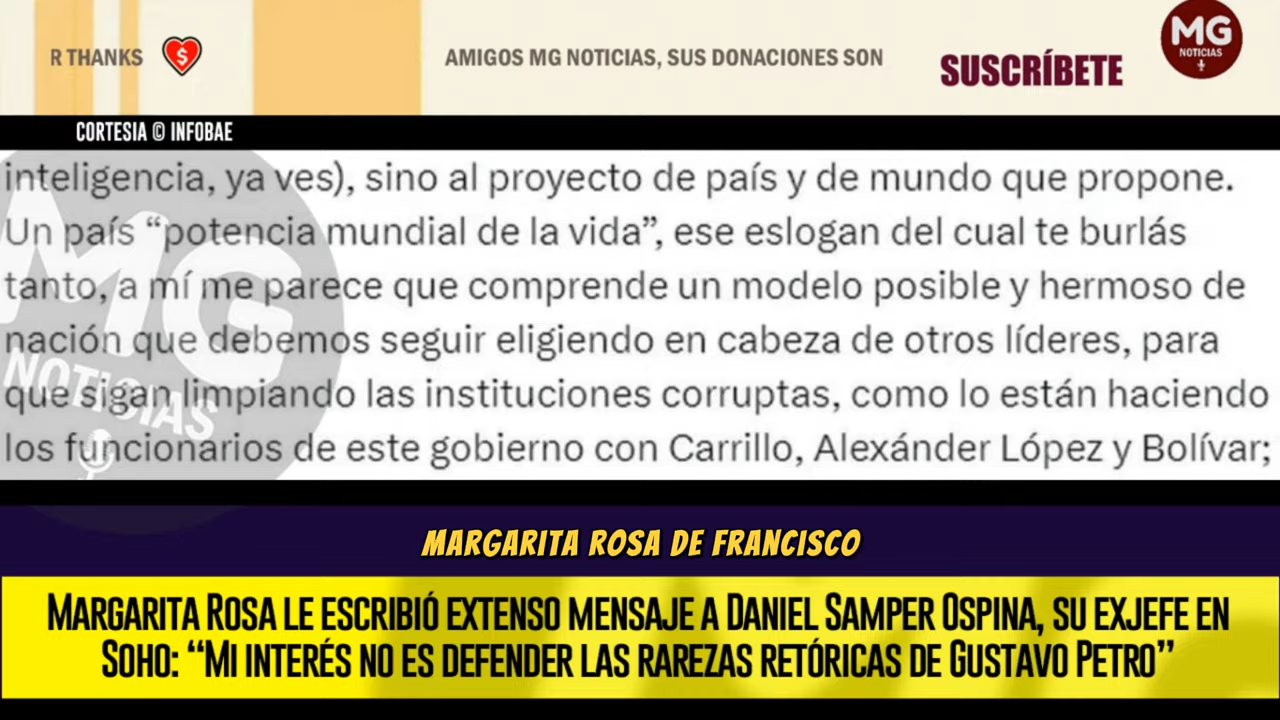 R THANKS
AMIGOS MG NOTICIAS, SUS DONACIONES SON
SUSCRÍBETE
MG
NOTICIAS
CORTESIA © INFOBAE
inteligencia, ya ves), sino al proyecto de país y de mundo que propone.
Un país “potencia mundial de la vida”, ese eslogan del cual te burlás
tanto, a mí me parece que comprende un modelo posible y hermoso de
nación que debemos seguir eligiendo en cabeza de otros líderes, para
que sigan limpiando las instituciones corruptas, como lo están haciendo
los funcionarios de este gobierno con Carrillo, Alexánder López y Bolívar;
MG
NOTICIAS
MARGARITA ROSA DE FRANCISCO
MARGARITA ROSA LE ESCRIBIÓ EXTENSO MENSAJE A DANIEL SAMPER OSPINA, SU EXJEFE EN
SOHO: “MI INTERÉS NO ES DEFENDER LAS RAREZAS RETÓRICAS DE GUSTAVO PETRO”